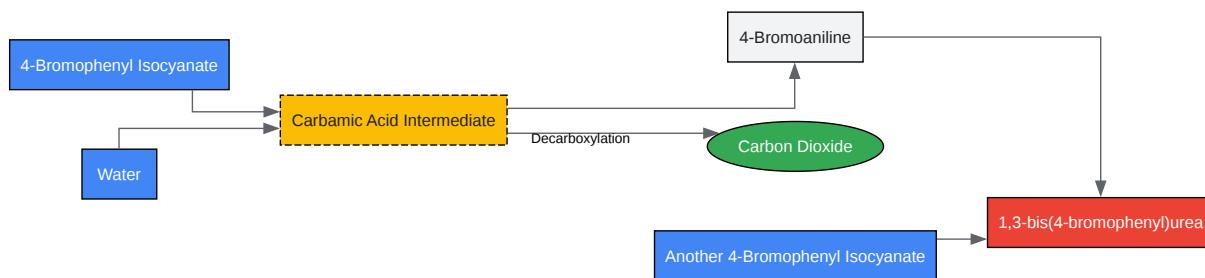 4-Bromoaniline
4-Bromophenyl Isocyanate
Carbamic Acid Intermediate
Decarboxylation
Carbon Dioxide
Water
1,3-bis(4-bromophenyl)urea
Another 4-Bromophenyl Isocyanate